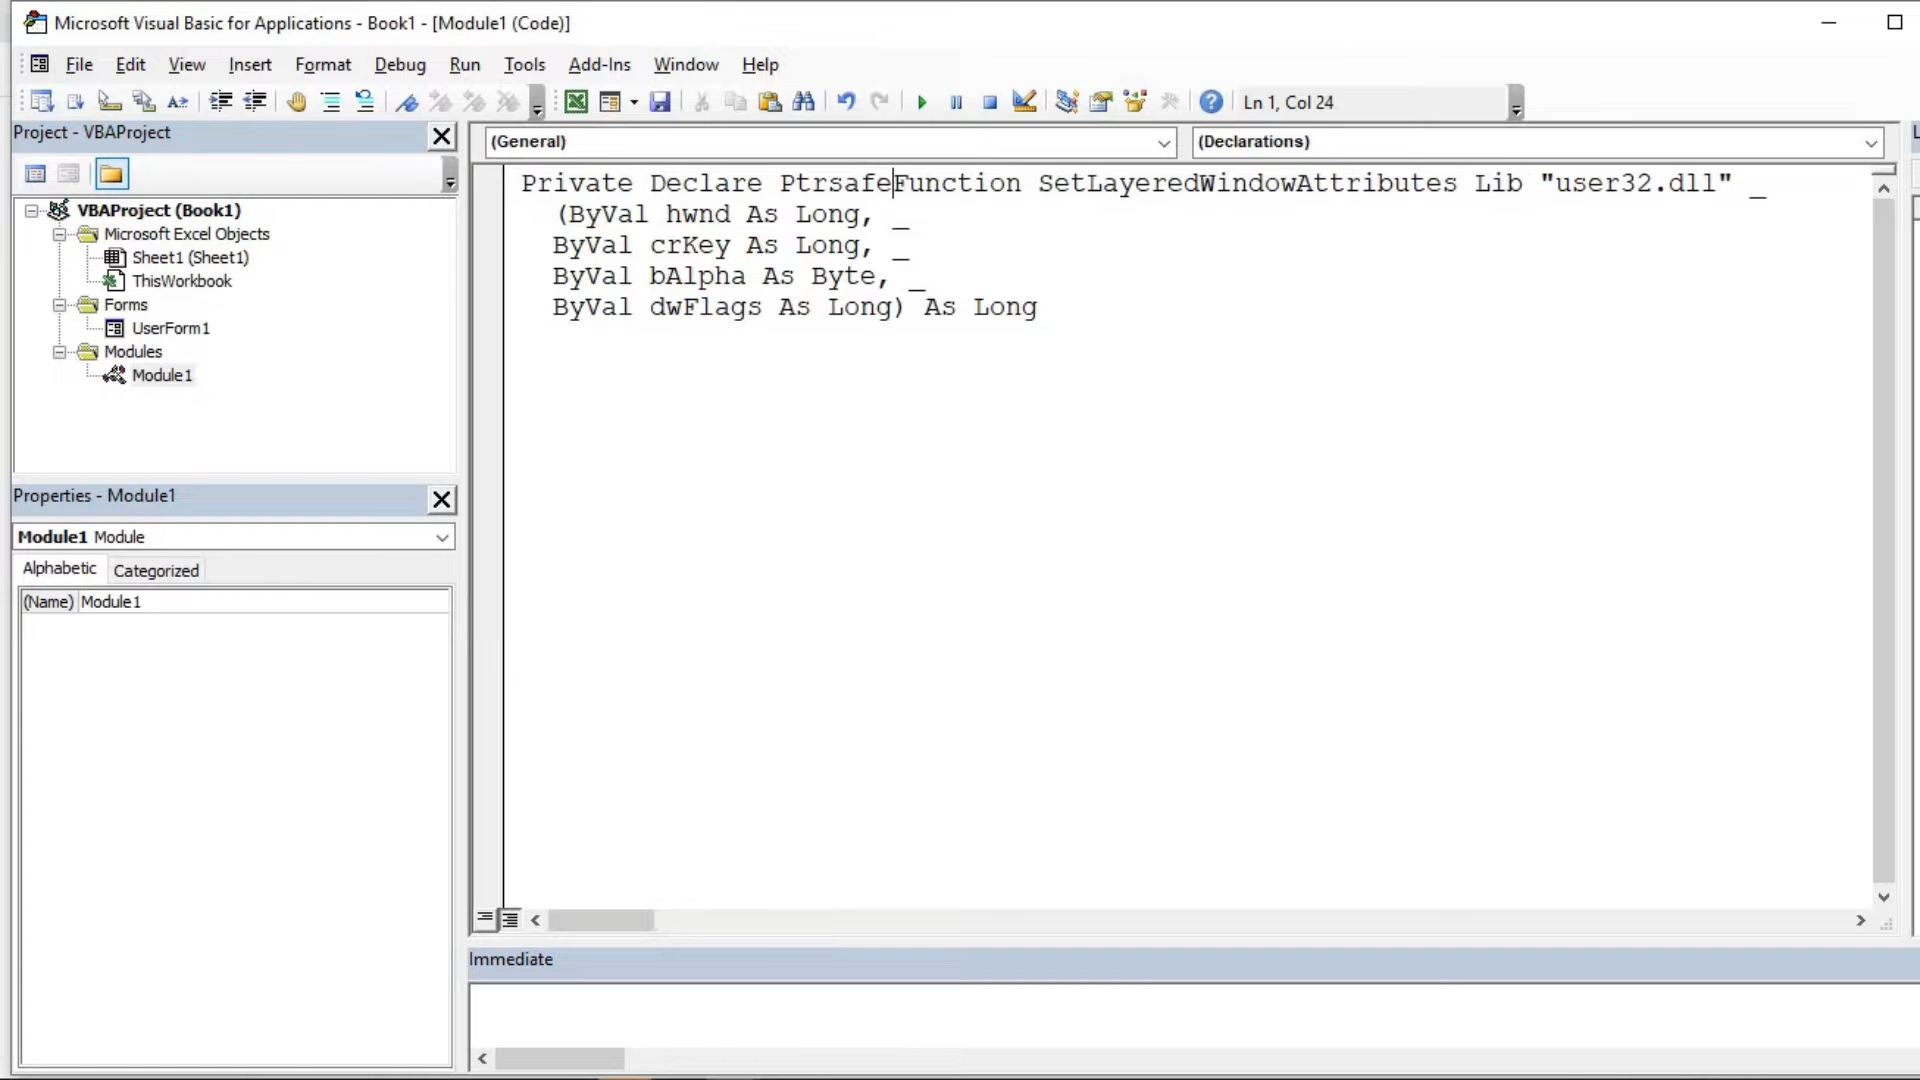 Microsoft Visual Basic for Applications - Book1 - [Module1 (Code)]
File Edit View Insert Format Debug Run Tools Add-Ins Window Help
Ln 1, Col 24
Project - VBAProject
VBAProject (Book1)
Microsoft Excel Objects
Sheet1 (Sheet1)
ThisWorkbook
Forms
UserForm1
Modules
Module1
Properties - Module1
Module1 Module
Alphabetic Categorized
(Name) Module1
(General) (Declarations)
Private Declare PtrsafeFunction SetLayeredWindowAttributes Lib "user32.dll" _
(ByVal hwnd As Long, _
ByVal crKey As Long, _
ByVal bAlpha As Byte, _
ByVal dwFlags As Long) As Long
Immediate